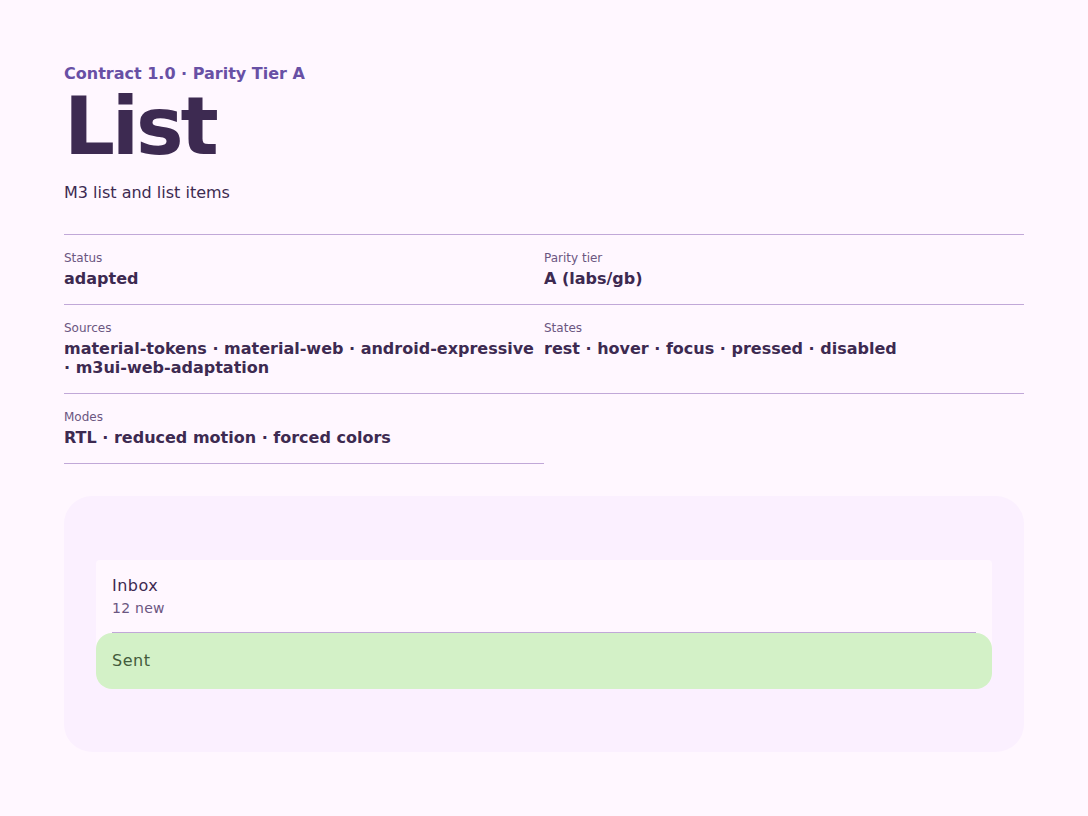 Contract 1.0 · Parity Tier A
List
M3 list and list items
Status
adapted
Parity tier
A (labs/gb)
Sources
material-tokens · material-web · android-expressive
· m3ui-web-adaptation
States
rest · hover · focus · pressed · disabled
Modes
RTL · reduced motion · forced colors
Inbox
12 new
Sent